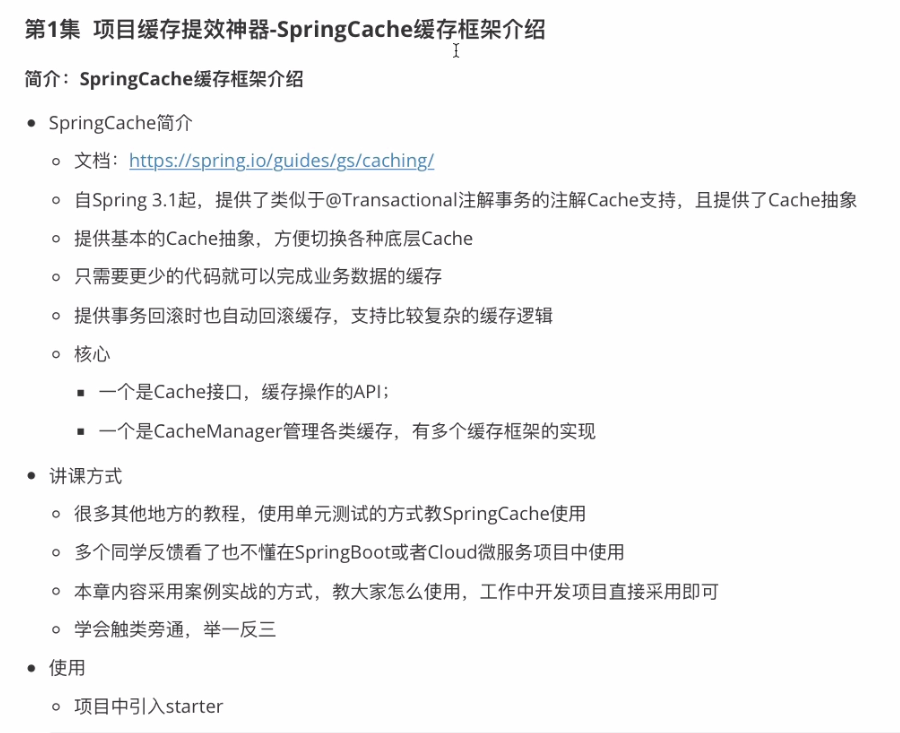 第1集 项目缓存提效神器-SpringCache缓存框架介绍
简介：SpringCache缓存框架介绍
SpringCache简介
文档：https://spring.io/guides/gs/caching/
自Spring 3.1起，提供了类似于@Transactional注解事务的注解Cache支持，且提供了Cache抽象
提供基本的Cache抽象，方便切换各种底层Cache
只需要更少的代码就可以完成业务数据的缓存
提供事务回滚时也自动回滚缓存，支持比较复杂的缓存逻辑
核心
一个是Cache接口，缓存操作的API；
一个是CacheManager管理各类缓存，有多个缓存框架的实现
讲课方式
很多其他地方的教程，使用单元测试的方式教SpringCache使用
多个同学反馈看了也不懂在SpringBoot或者Cloud微服务项目中使用
本章内容采用案例实战的方式，教大家怎么使用，工作中开发项目直接采用即可
学会触类旁通，举一反三
使用
项目中引入starter